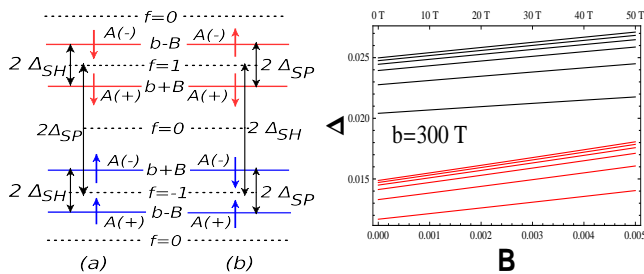 f=0
A(-) b-B A(-)
2 Δ_SH f=1 2 Δ_SP
A(+) b+B A(+)
2Δ_SP f=0 2 Δ_SH
A(-) b+B A(-)
2 Δ_SH f=-1 2 Δ_SP
A(+) b-B A(+)
f=0
(a) (b)
0 T 10 T 20 T 30 T 40 T 50 T
0.025
0.020
0.015
Δ
b=300 T
0.000 0.001 0.002 0.003 0.004 0.005
B